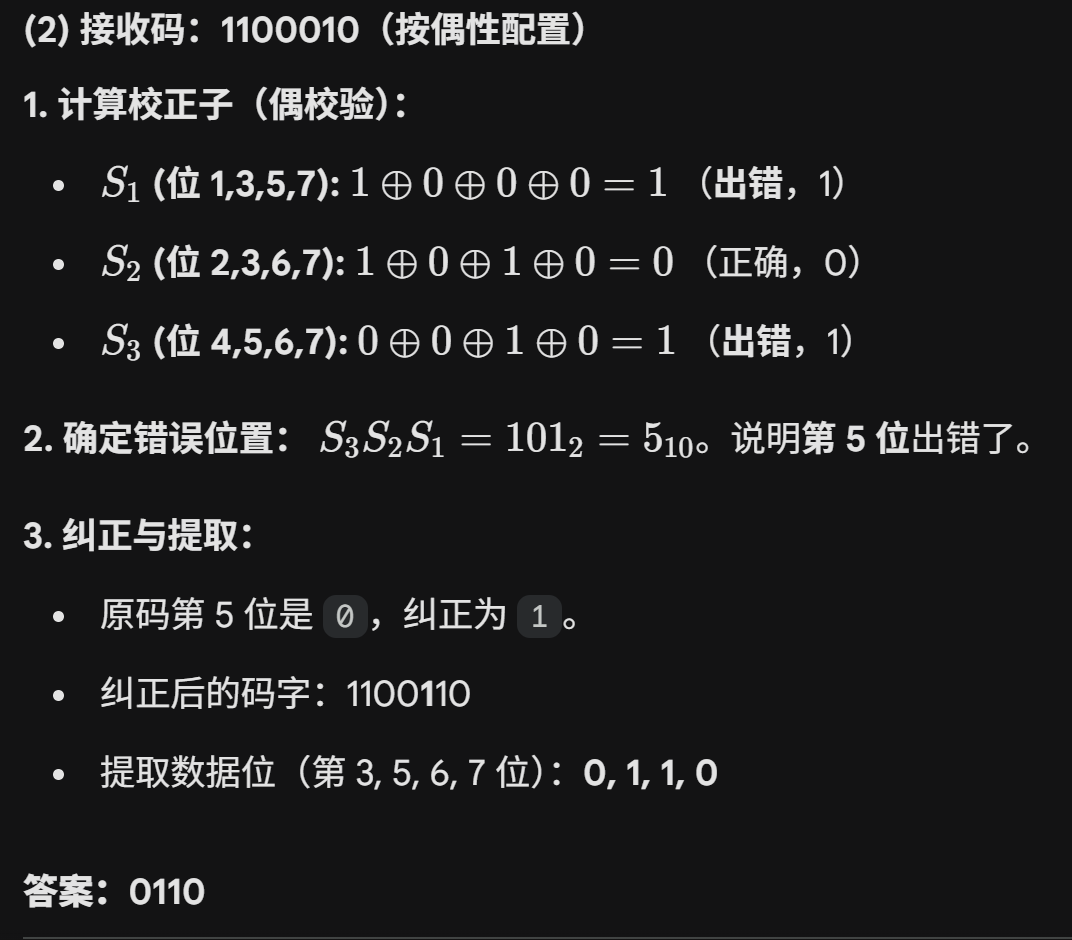 (2) 接收码：1100010（按偶性配置）
1. 计算校正子（偶校验）：
• S₁ (位 1,3,5,7): 1 ⊕ 0 ⊕ 0 ⊕ 0 = 1 （出错，1）
• S₂ (位 2,3,6,7): 1 ⊕ 0 ⊕ 1 ⊕ 0 = 0 （正确，0）
• S₃ (位 4,5,6,7): 0 ⊕ 0 ⊕ 1 ⊕ 0 = 1 （出错，1）
2. 确定错误位置： S₃S₂S₁ = 101₂ = 5₁₀。说明第 5 位出错了。
3. 纠正与提取：
• 原码第 5 位是 0，纠正为 1。
• 纠正后的码字：1100110
• 提取数据位（第 3, 5, 6, 7 位）：0, 1, 1, 0
答案：0110